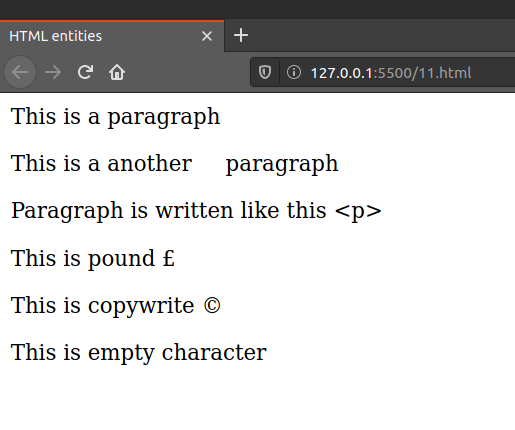 HTML entities
127.0.0.1:5500/11.html
This is a paragraph
This is a another     paragraph
Paragraph is written like this <p>
This is pound £
This is copywrite ©
This is empty character